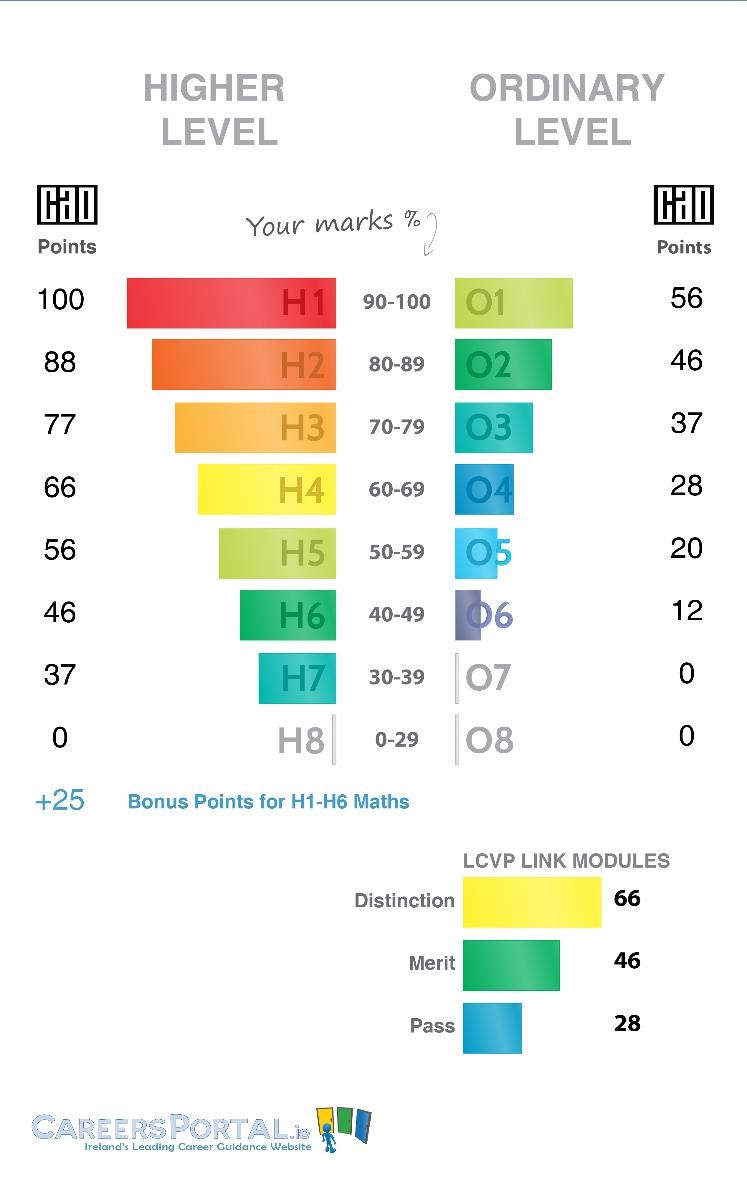 HIGHER LEVEL
ORDINARY LEVEL
cao
cao
Points
Your marks %
Points
100 H1 90-100 O1 56
88 H2 80-89 O2 46
77 H3 70-79 O3 37
66 H4 60-69 O4 28
56 H5 50-59 O5 20
46 H6 40-49 O6 12
37 H7 30-39 O7 0
0 H8 0-29 O8 0
+25 Bonus Points for H1-H6 Maths
LCVP LINK MODULES
Distinction 66
Merit 46
Pass 28
CAREERSPORTAL.ie
Ireland's Leading Career Guidance Website